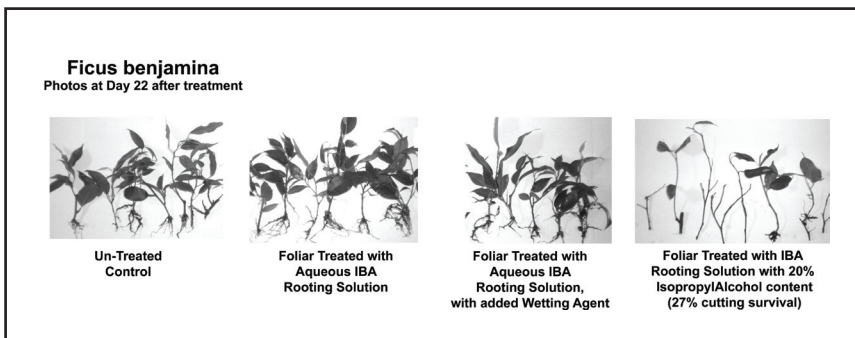 Ficus benjamina
Photos at Day 22 after treatment
Un-Treated
Control
Foliar Treated with
Aqueous IBA
Rooting Solution
Foliar Treated with
Aqueous IBA
Rooting Solution,
with added Wetting Agent
Foliar Treated with IBA
Rooting Solution with 20%
IsopropylAlcohol content
(27% cutting survival)